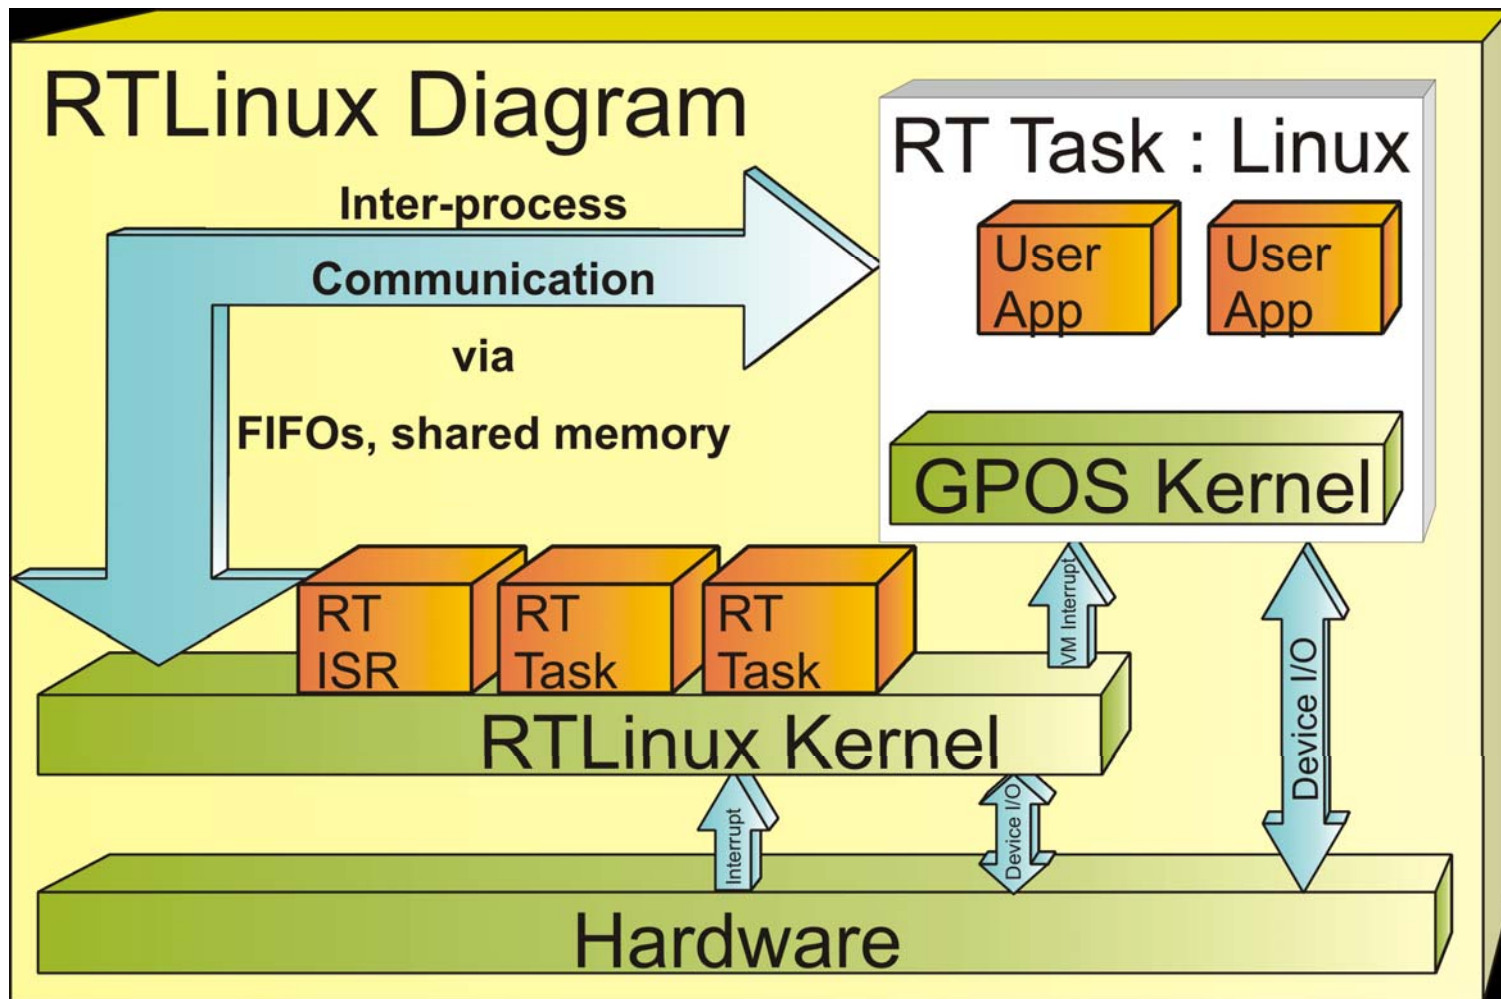 RTLinux Diagram
Inter-process
Communication
via
FIFOs, shared memory
RT Task : Linux
User
App
User
App
GPOS Kernel
VM Interrupt
Device I/O
RT
ISR
RT
Task
RT
Task
RTLinux Kernel
Interrupt
Device I/O
Hardware